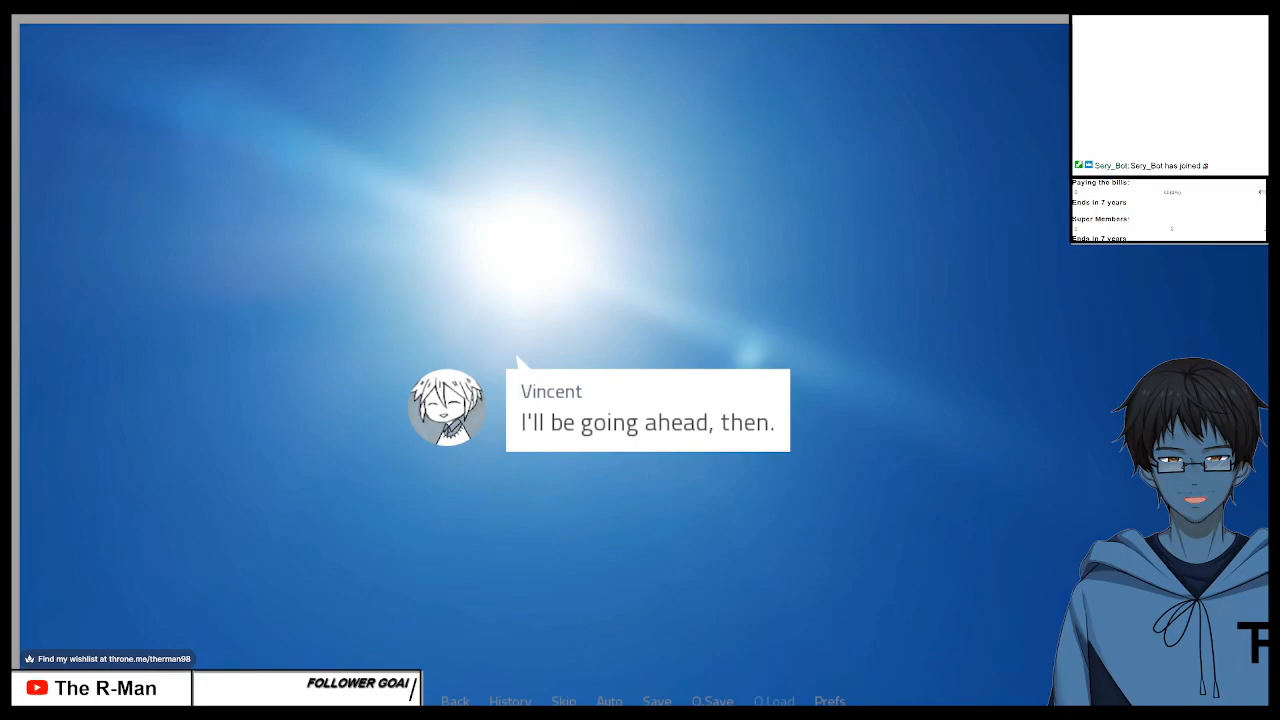 Sery_Bot: Sery_Bot has joined
Paying the bills:
Ends in 7 years
Super Members:
0
Ends in 7 years
Vincent
I'll be going ahead, then.
Find my wishlist at throne.me/therman98
The R-Man
FOLLOWER GOAL
Back History Skip Auto Save Q.Save Q.Load Prefs